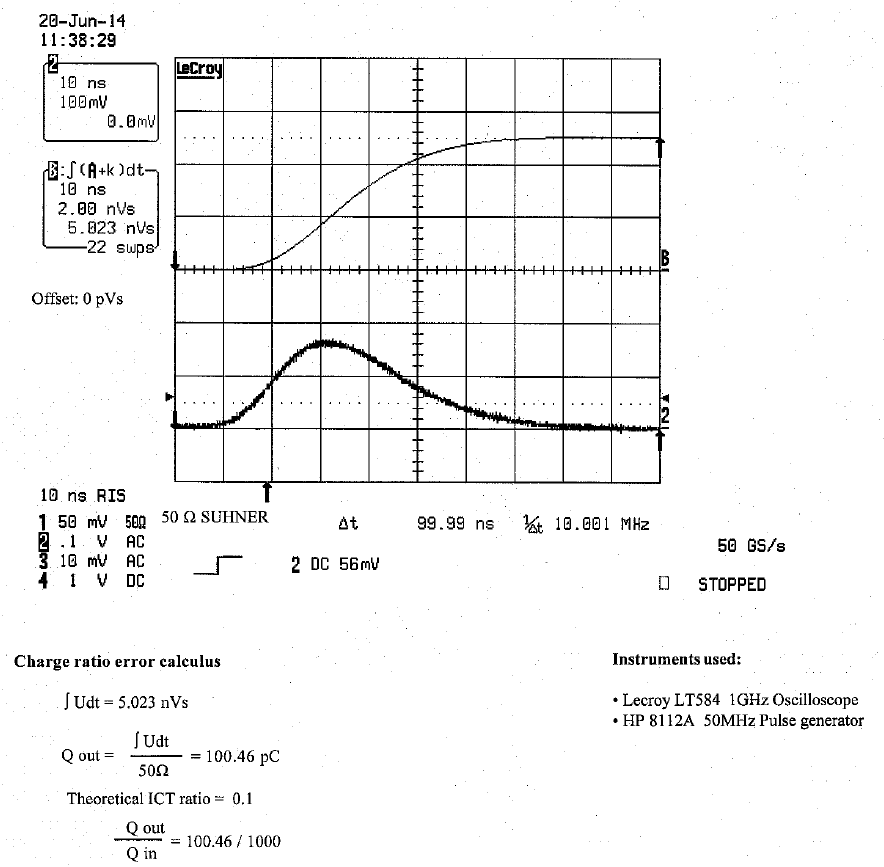 20-Jun-14
11:38:29
2
10 ns
100mV
0.0mV
LeCroy
B:∫(A+k)dt
10 ns
2.00 nVs
5.023 nVs
22 swps
B
Offset: 0 pVs
2
10 ns RIS
1 50 mV 50Ω
50 Ω SUHNER
Δt 99.99 ns 1/Δt 10.001 MHz
2 .1 V AC
3 10 mV AC
4 1 V DC
2 DC 56mV
50 GS/s
STOPPED
Charge ratio error calculus
∫ Udt = 5.023 nVs
Q out = ∫ Udt / 50Ω = 100.46 pC
Theoretical ICT ratio = 0.1
Q out / Q in = 100.46 / 1000
Instruments used:
• Lecroy LT584 1GHz Oscilloscope
• HP 8112A 50MHz Pulse generator